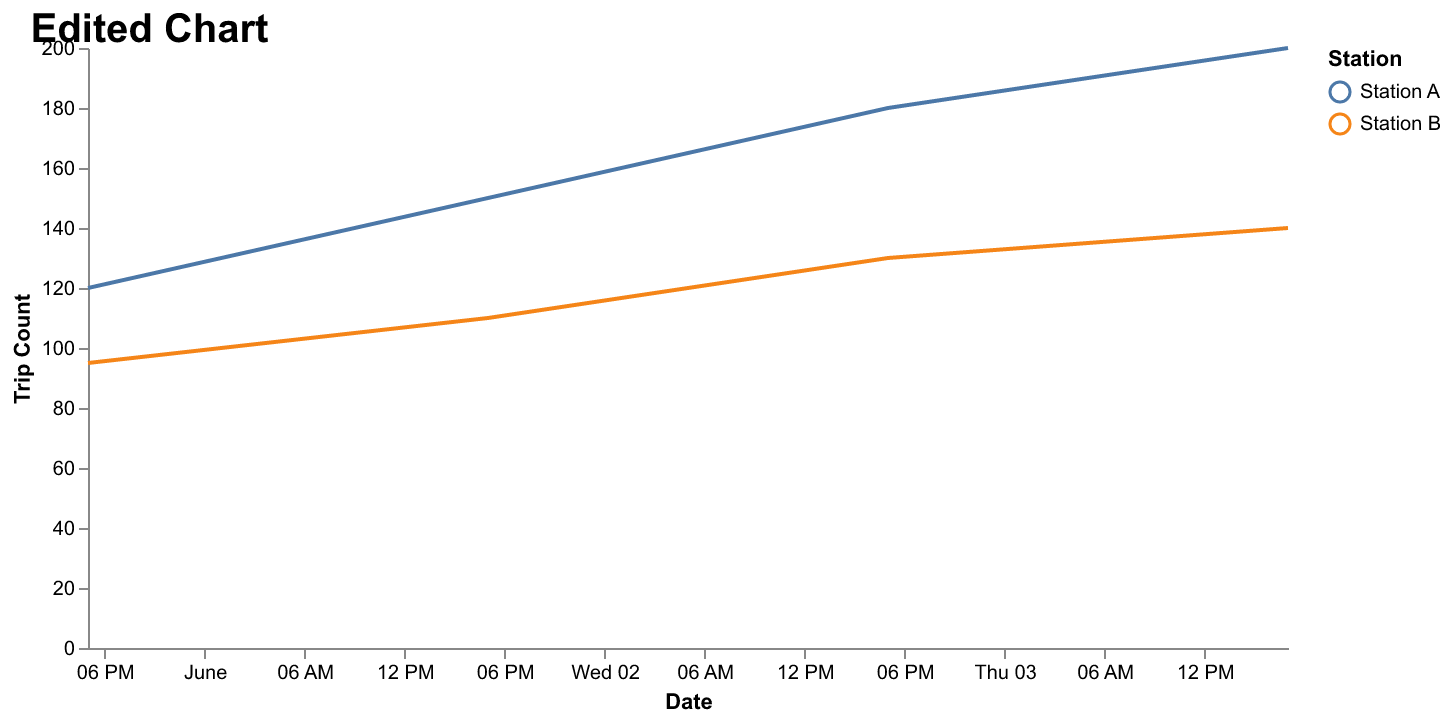 Edited Chart
Station
Station A
Station B
Trip Count
200
180
160
140
120
100
80
60
40
20
0
06 PM June 06 AM 12 PM 06 PM Wed 02 06 AM 12 PM 06 PM Thu 03 06 AM 12 PM
Date